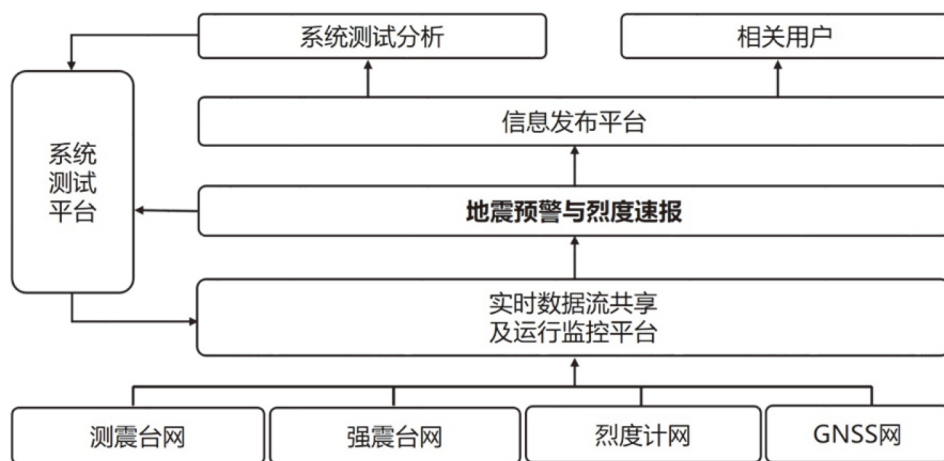 系统测试分析
相关用户
信息发布平台
系统
测试
平台
地震预警与烈度速报
实时数据流共享
及运行监控平台
测震台网
强震台网
烈度计网
GNSS网